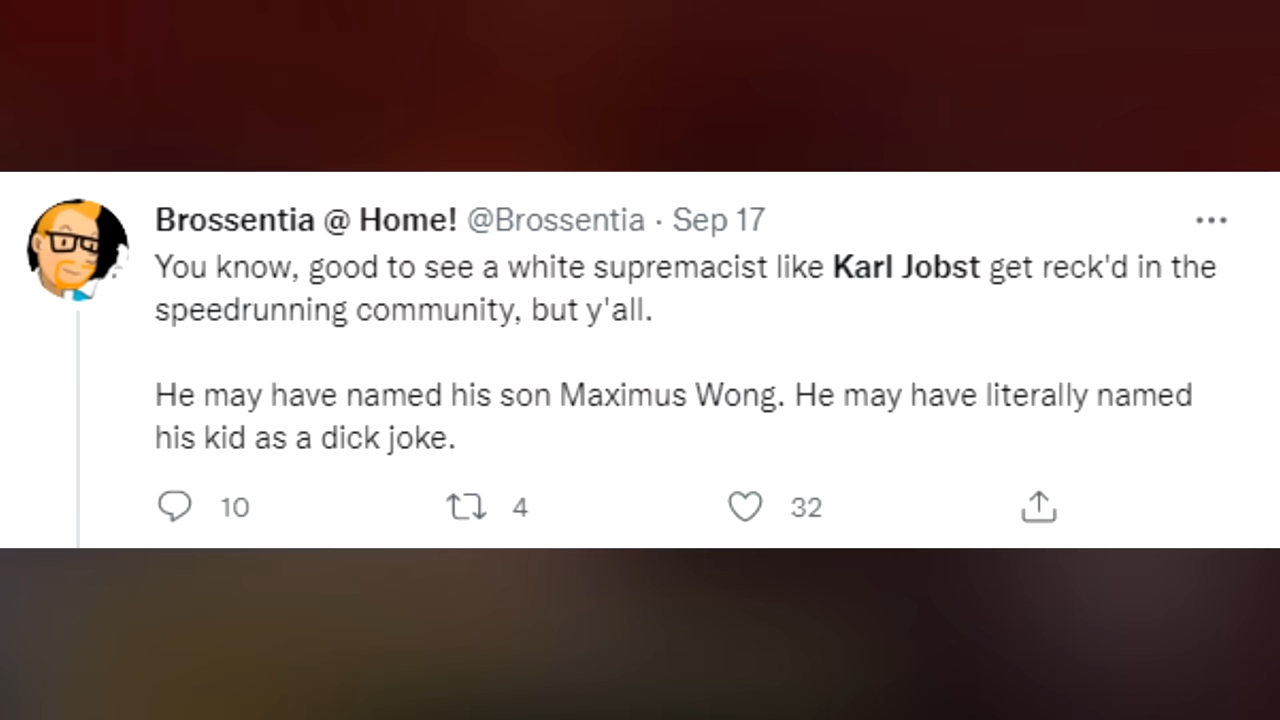 Brossentia @ Home! @Brossentia · Sep 17
You know, good to see a white supremacist like Karl Jobst get reck'd in the
speedrunning community, but y'all.
He may have named his son Maximus Wong. He may have literally named
his kid as a dick joke.
10 4 32